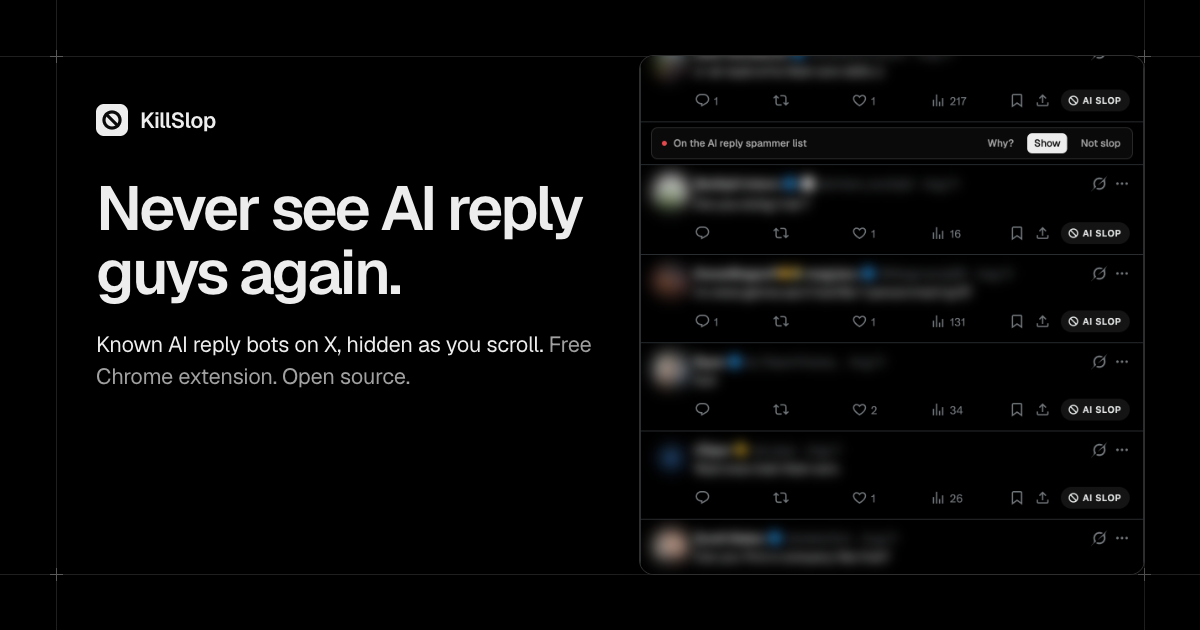 KillSlop
Never see AI reply
guys again.
Known AI reply bots on X, hidden as you scroll. Free
Chrome extension. Open source.
1 1 217 AI SLOP
On the AI reply spammer list Why? Show Not slop
1 16 AI SLOP
1 1 131 AI SLOP
2 34 AI SLOP
1 26 AI SLOP